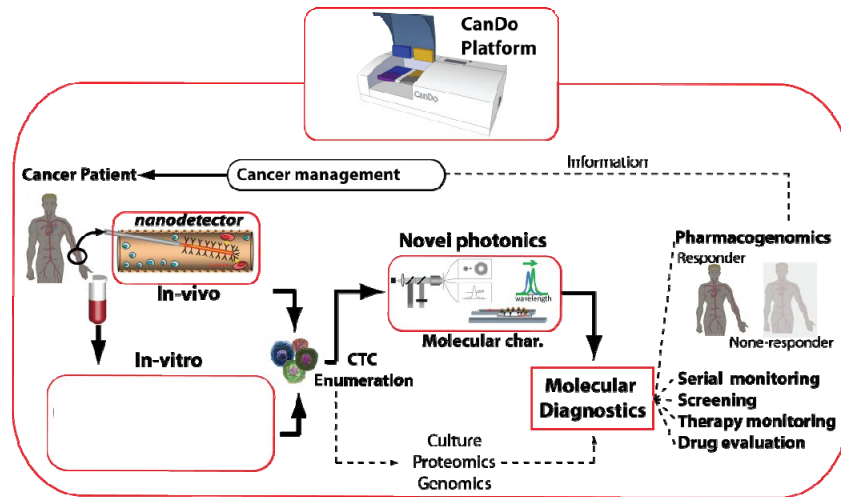 CanDo
Platform
CanDo
Information
Cancer Patient
Cancer management
nanodetector
Novel photonics
Pharmacogenomics
Responder
wavelength
In-vivo
None-responder
Molecular char.
In-vitro
CTC
Enumeration
Molecular
Diagnostics
Serial monitoring
Screening
Therapy monitoring
Drug evaluation
Culture
Proteomics
Genomics